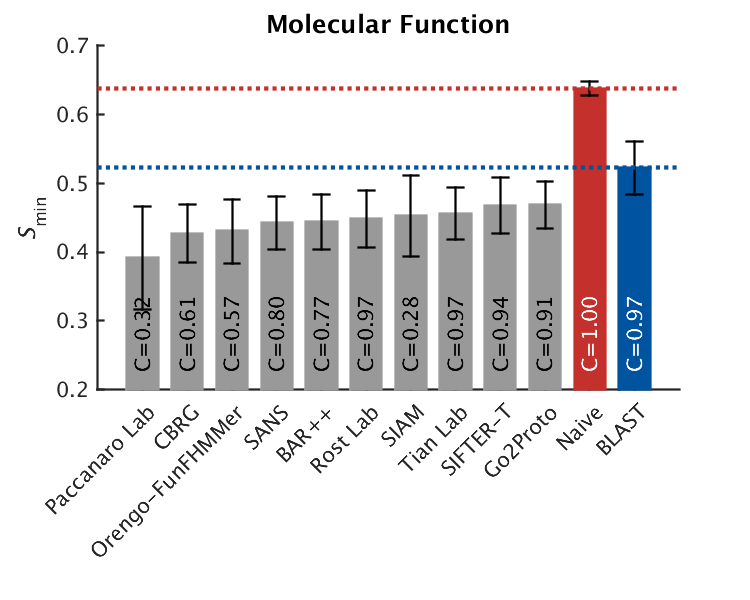 Molecular Function
0.7
0.6
0.5
0.4
0.3
0.2
Smin
C=0.32
C=0.61
C=0.57
C=0.80
C=0.77
C=0.97
C=0.28
C=0.97
C=0.94
C=0.91
C=1.00
C=0.97
Paccanaro Lab
CBRG
Orengo-FunFHMMer
SANS
BAR++
Rost Lab
SIAM
Tian Lab
SIFTER-T
Go2Proto
Naive
BLAST